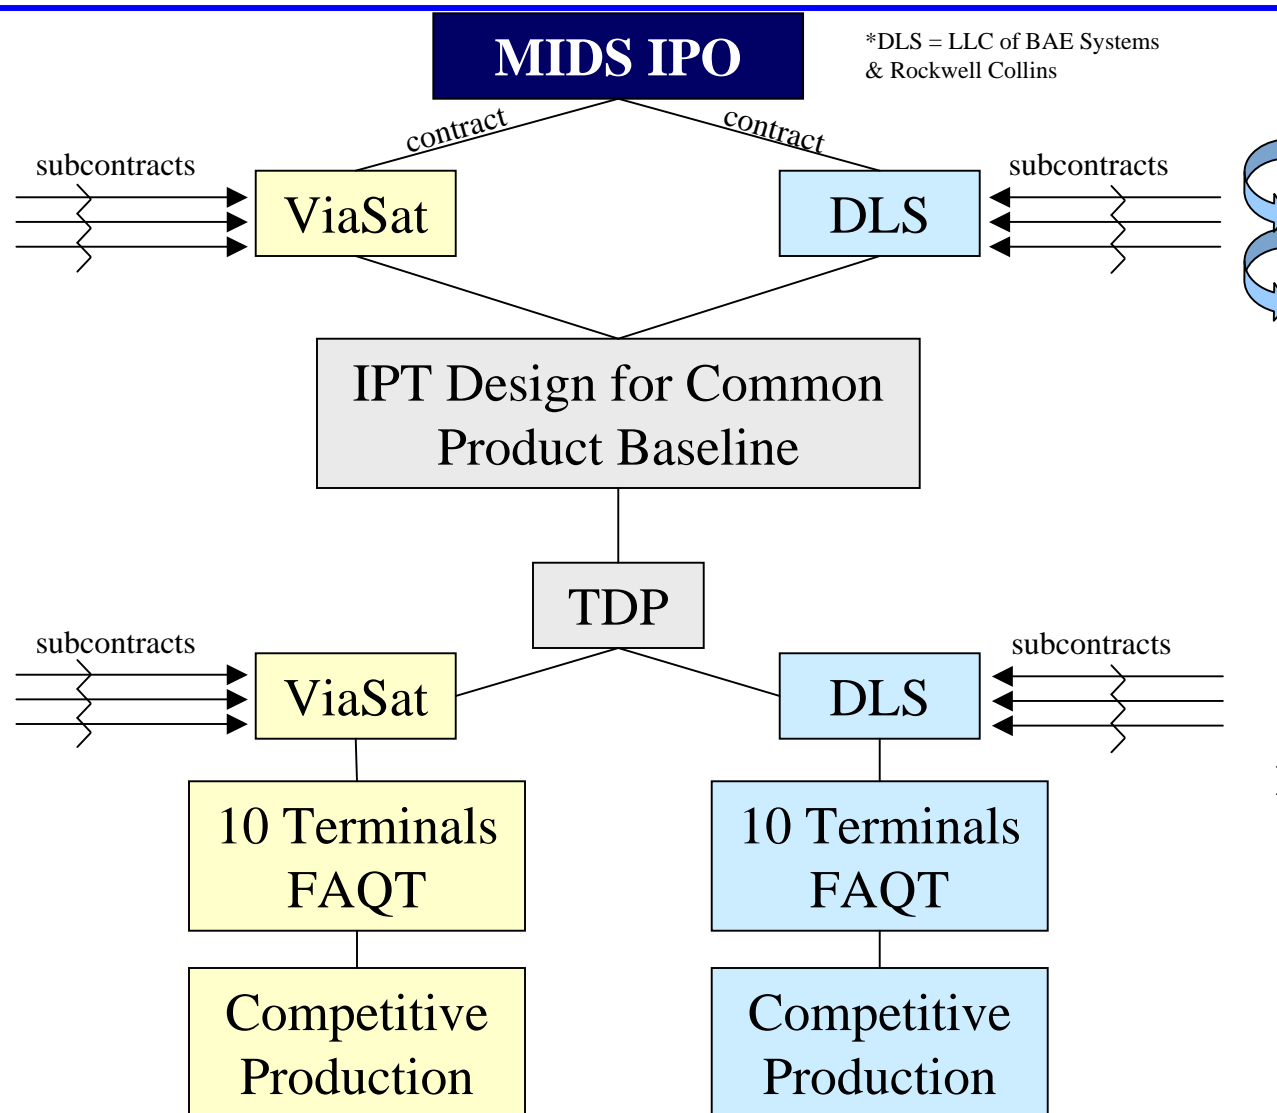 MIDS IPO
*DLS = LLC of BAE Systems
& Rockwell Collins
contract
contract
subcontracts
subcontracts
ViaSat
DLS
IPT Design for Common
Product Baseline
TDP
subcontracts
subcontracts
ViaSat
DLS
10 Terminals
FAQT
10 Terminals
FAQT
Competitive
Production
Competitive
Production